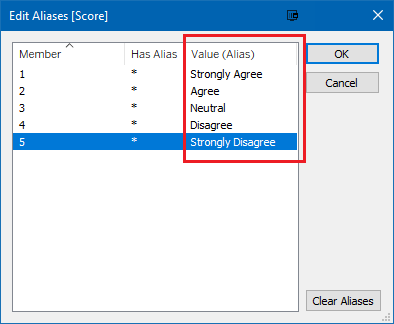 Edit Aliases [Score]
Member Has Alias Value (Alias)
1 * Strongly Agree
2 * Agree
3 * Neutral
4 * Disagree
5 * Strongly Disagree
OK
Cancel
Clear Aliases